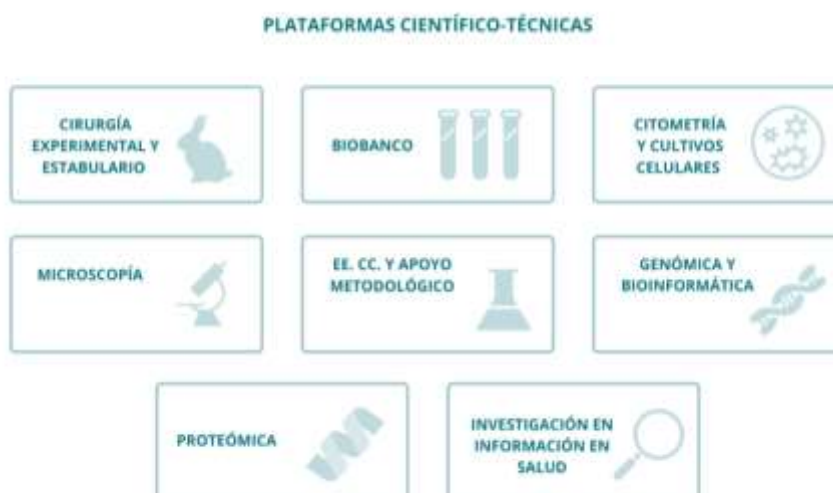 PLATAFORMAS CIENTÍFICO-TÉCNICAS
CIRURGÍA
EXPERIMENTAL Y
ESTABULARIO
BIOBANCO
CITOMETRÍA
Y CULTIVOS
CELULARES
MICROSCOPÍA
EE. CC. Y APOYO
METODOLÓGICO
GENÓMICA Y
BIOINFORMÁTICA
PROTEÓMICA
INVESTIGACIÓN EN
INFORMACIÓN EN
SALUD